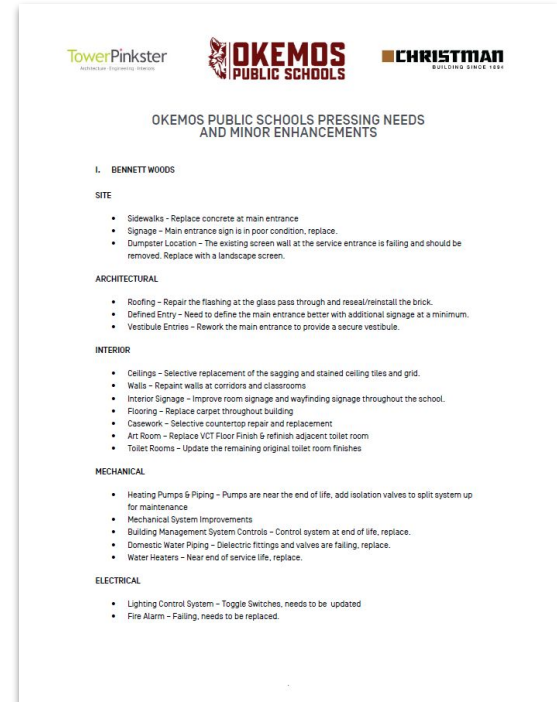 TowerPinkster
Architecture · Engineering · Interiors
OKEMOS
PUBLIC SCHOOLS
CHRISTMAN
BUILDING SINCE 1894
OKEMOS PUBLIC SCHOOLS PRESSING NEEDS
AND MINOR ENHANCEMENTS
I. BENNETT WOODS
SITE
• Sidewalks - Replace concrete at main entrance
• Signage – Main entrance sign is in poor condition, replace.
• Dumpster Location – The existing screen wall at the service entrance is failing and should be
removed. Replace with a landscape screen.
ARCHITECTURAL
• Roofing – Repair the flashing at the glass pass through and reseal/reinstall the brick.
• Defined Entry – Need to define the main entrance better with additional signage at a minimum.
• Vestibule Entries – Rework the main entrance to provide a secure vestibule.
INTERIOR
• Ceilings – Selective replacement of the sagging and stained ceiling tiles and grid.
• Walls – Repaint walls at corridors and classrooms
• Interior Signage – Improve room signage and wayfinding signage throughout the school.
• Flooring – Replace carpet throughout building
• Casework – Selective countertop repair and replacement
• Art Room – Replace VCT Floor Finish & refinish adjacent toilet room
• Toilet Rooms – Update the remaining original toilet room finishes
MECHANICAL
• Heating Pumps & Piping – Pumps are near the end of life, add isolation valves to split system up
for maintenance
• Mechanical System Improvements
• Building Management System Controls – Control system at end of life, replace.
• Domestic Water Piping – Dielectric fittings and valves are failing, replace.
• Water Heaters – Near end of service life, replace.
ELECTRICAL
• Lighting Control System – Toggle Switches, needs to be updated
• Fire Alarm – Failing, needs to be replaced.